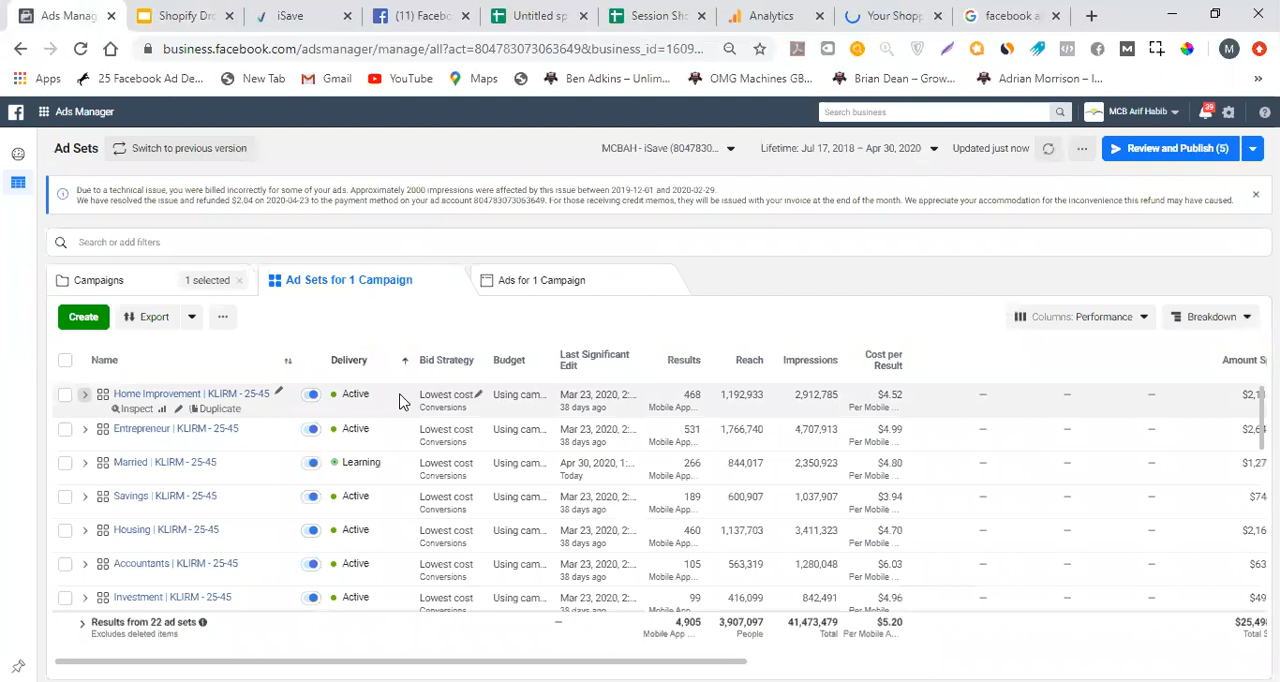 Ads Manag
Shopify Dro
iSave
(11) Facebo
Untitled sp
Session Sh
Analytics
Your Shopp
facebook a
business.facebook.com/adsmanager/manage/all?act=804783073063649&business_id=1609...
Apps
25 Facebook Ad De...
New Tab
Gmail
YouTube
Maps
Ben Adkins – Unlim...
OMG Machines GB...
Brian Dean – Grow...
Adrian Morrison – I...
Ads Manager
Search business
MCB Arif Habib
39
Ad Sets
Switch to previous version
MCBAH - iSave (8047830...
Lifetime: Jul 17, 2018 – Apr 30, 2020
Updated just now
Review and Publish (5)
Due to a technical issue, you were billed incorrectly for some of your ads. Approximately 2000 impressions were affected by this issue between 2019-12-01 and 2020-02-29.
We have resolved the issue and refunded $2.04 on 2020-04-23 to the payment method on your ad account 804783073063649. For those receiving credit memos, they will be issued with your invoice at the end of the month. We appreciate your accommodation for the inconvenience this refund may have caused.
Search or add filters
Campaigns
1 selected
Ad Sets for 1 Campaign
Ads for 1 Campaign
Create
Export
Columns: Performance
Breakdown
Name
Delivery
Bid Strategy
Budget
Last Significant Edit
Results
Reach
Impressions
Cost per Result
Amount S
Home Improvement | KLIRM - 25-45 Active Lowest cost Using cam... Mar 23, 2020, 2:... 468 1,192,933 2,912,785 $4.52 – – – $2,1
Inspect Duplicate Conversions 38 days ago Mobile App... Per Mobile ...
Entrepreneur | KLIRM - 25-45 Active Lowest cost Using cam... Mar 23, 2020, 2:... 531 1,766,740 4,707,913 $4.99 – – – $2,6
Conversions 38 days ago Mobile App... Per Mobile ...
Married | KLIRM - 25-45 Learning Lowest cost Using cam... Apr 30, 2020, 1:... 266 844,017 2,350,923 $4.80 – – – $1,27
Conversions Today Mobile App... Per Mobile ...
Savings | KLIRM - 25-45 Active Lowest cost Using cam... Mar 23, 2020, 2:... 189 600,907 1,037,907 $3.94 – – – $74
Conversions 38 days ago Mobile App... Per Mobile ...
Housing | KLIRM - 25-45 Active Lowest cost Using cam... Mar 23, 2020, 2:... 460 1,137,703 3,411,323 $4.70 – – – $2,16
Conversions 38 days ago Mobile App... Per Mobile ...
Accountants | KLIRM - 25-45 Active Lowest cost Using cam... Mar 23, 2020, 2:... 105 563,319 1,280,048 $6.03 – – – $63
Conversions 38 days ago Mobile App... Per Mobile ...
Investment | KLIRM - 25-45 Active Lowest cost Using cam... Mar 23, 2020, 2:... 99 416,099 842,491 $4.96 – – – $49
Conversions 38 days ago Mobile App... Per Mobile ...
Results from 22 ad sets – 4,905 3,907,097 41,473,479 $5.20 $25,498
Excludes deleted items Mobile App ... People Total Per Mobile A... Total S